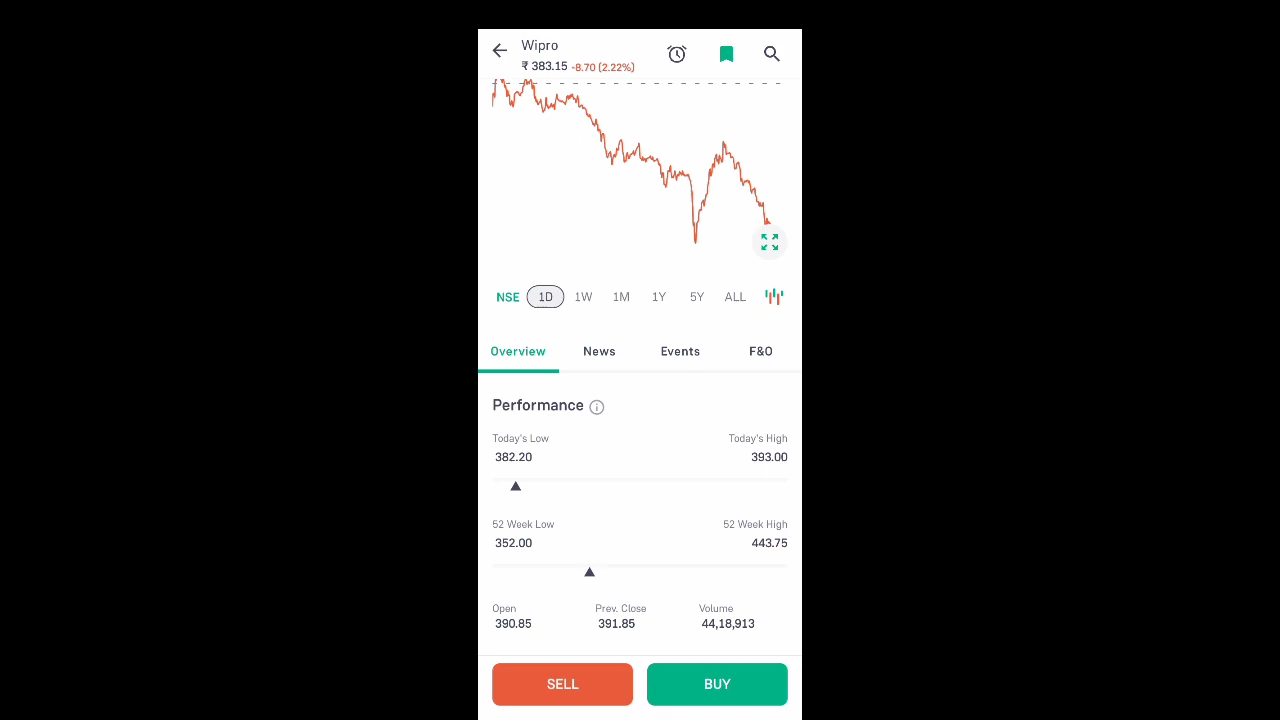 Wipro
₹ 383.15 -8.70 (2.22%)
NSE 1D 1W 1M 1Y 5Y ALL
Overview News Events F&O
Performance
Today's Low Today's High
382.20 393.00
52 Week Low 52 Week High
352.00 443.75
Open Prev. Close Volume
390.85 391.85 44,18,913
SELL BUY